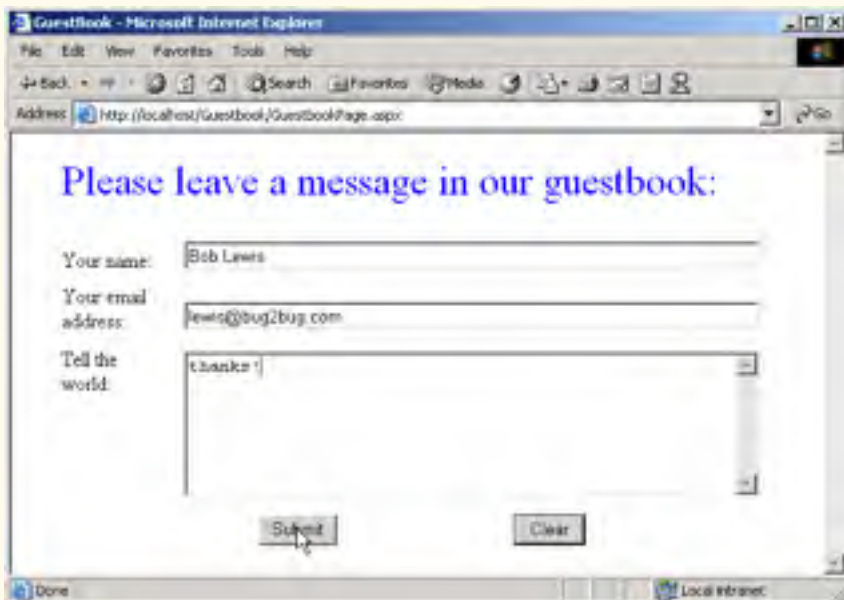 GuestBook - Microsoft Internet Explorer
File Edit View Favorites Tools Help
Back Search Favorites Media
Address http://localhost/Guestbook/GuestbookPage.aspx Go
Please leave a message in our guestbook:
Your name: Bob Lewis
Your email
address: lewis@bug2bug.com
Tell the
world:
thanks!
Submit Clear
Done Local intranet